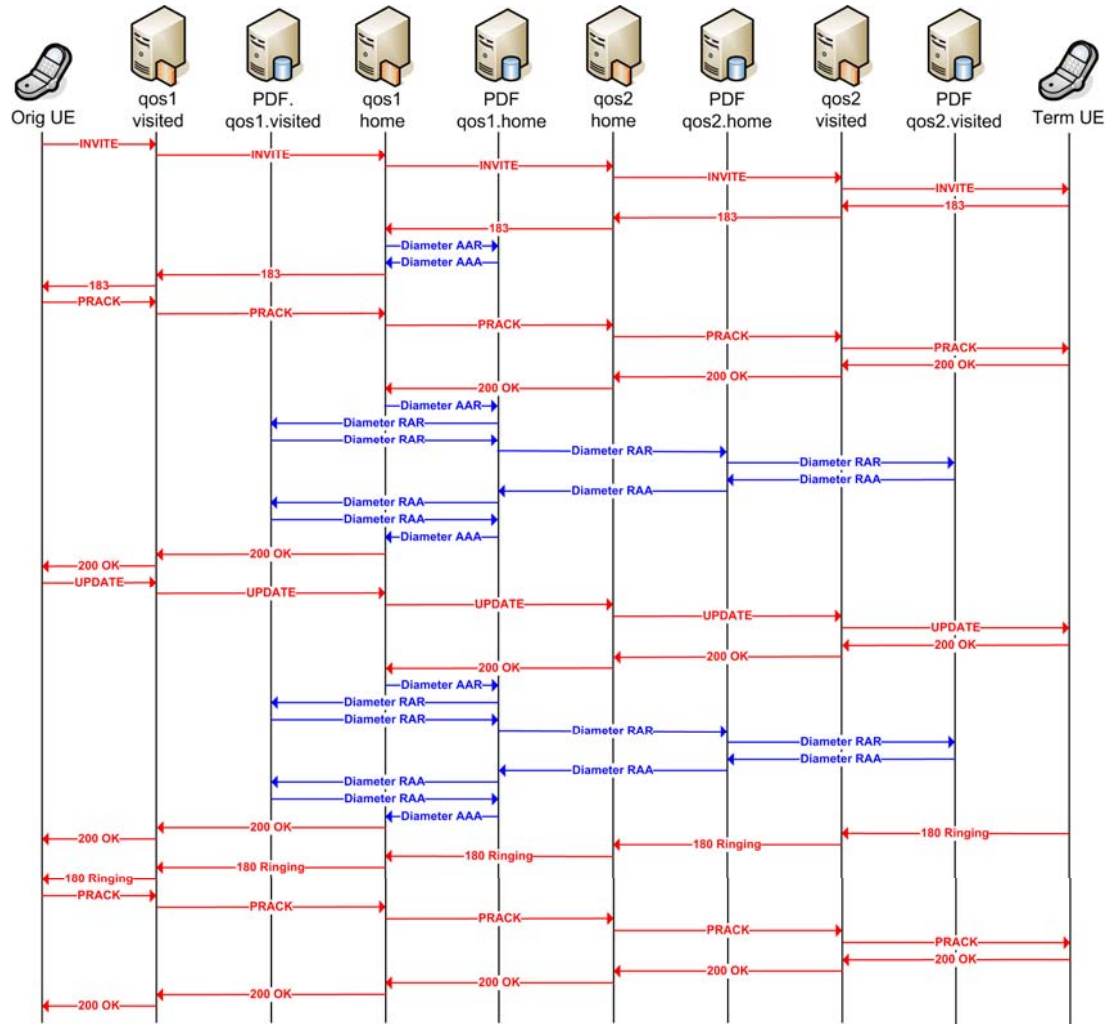 Orig UE
qos1
visited
PDF.
qos1.visited
qos1
home
PDF
qos1.home
qos2
home
PDF
qos2.home
qos2
visited
PDF
qos2.visited
Term UE
INVITE
INVITE
INVITE
INVITE
INVITE
183
183
183
Diameter AAR
Diameter AAA
183
183
PRACK
PRACK
PRACK
PRACK
PRACK
200 OK
200 OK
200 OK
Diameter AAR
Diameter RAR
Diameter RAR
Diameter RAR
Diameter RAR
Diameter RAA
Diameter RAA
Diameter RAA
Diameter RAA
Diameter AAA
200 OK
200 OK
UPDATE
UPDATE
UPDATE
UPDATE
UPDATE
200 OK
200 OK
200 OK
Diameter AAR
Diameter RAR
Diameter RAR
Diameter RAR
Diameter RAR
Diameter RAA
Diameter RAA
Diameter RAA
Diameter RAA
Diameter AAA
200 OK
200 OK
180 Ringing
180 Ringing
180 Ringing
180 Ringing
180 Ringing
PRACK
PRACK
PRACK
PRACK
PRACK
200 OK
200 OK
200 OK
200 OK
200 OK